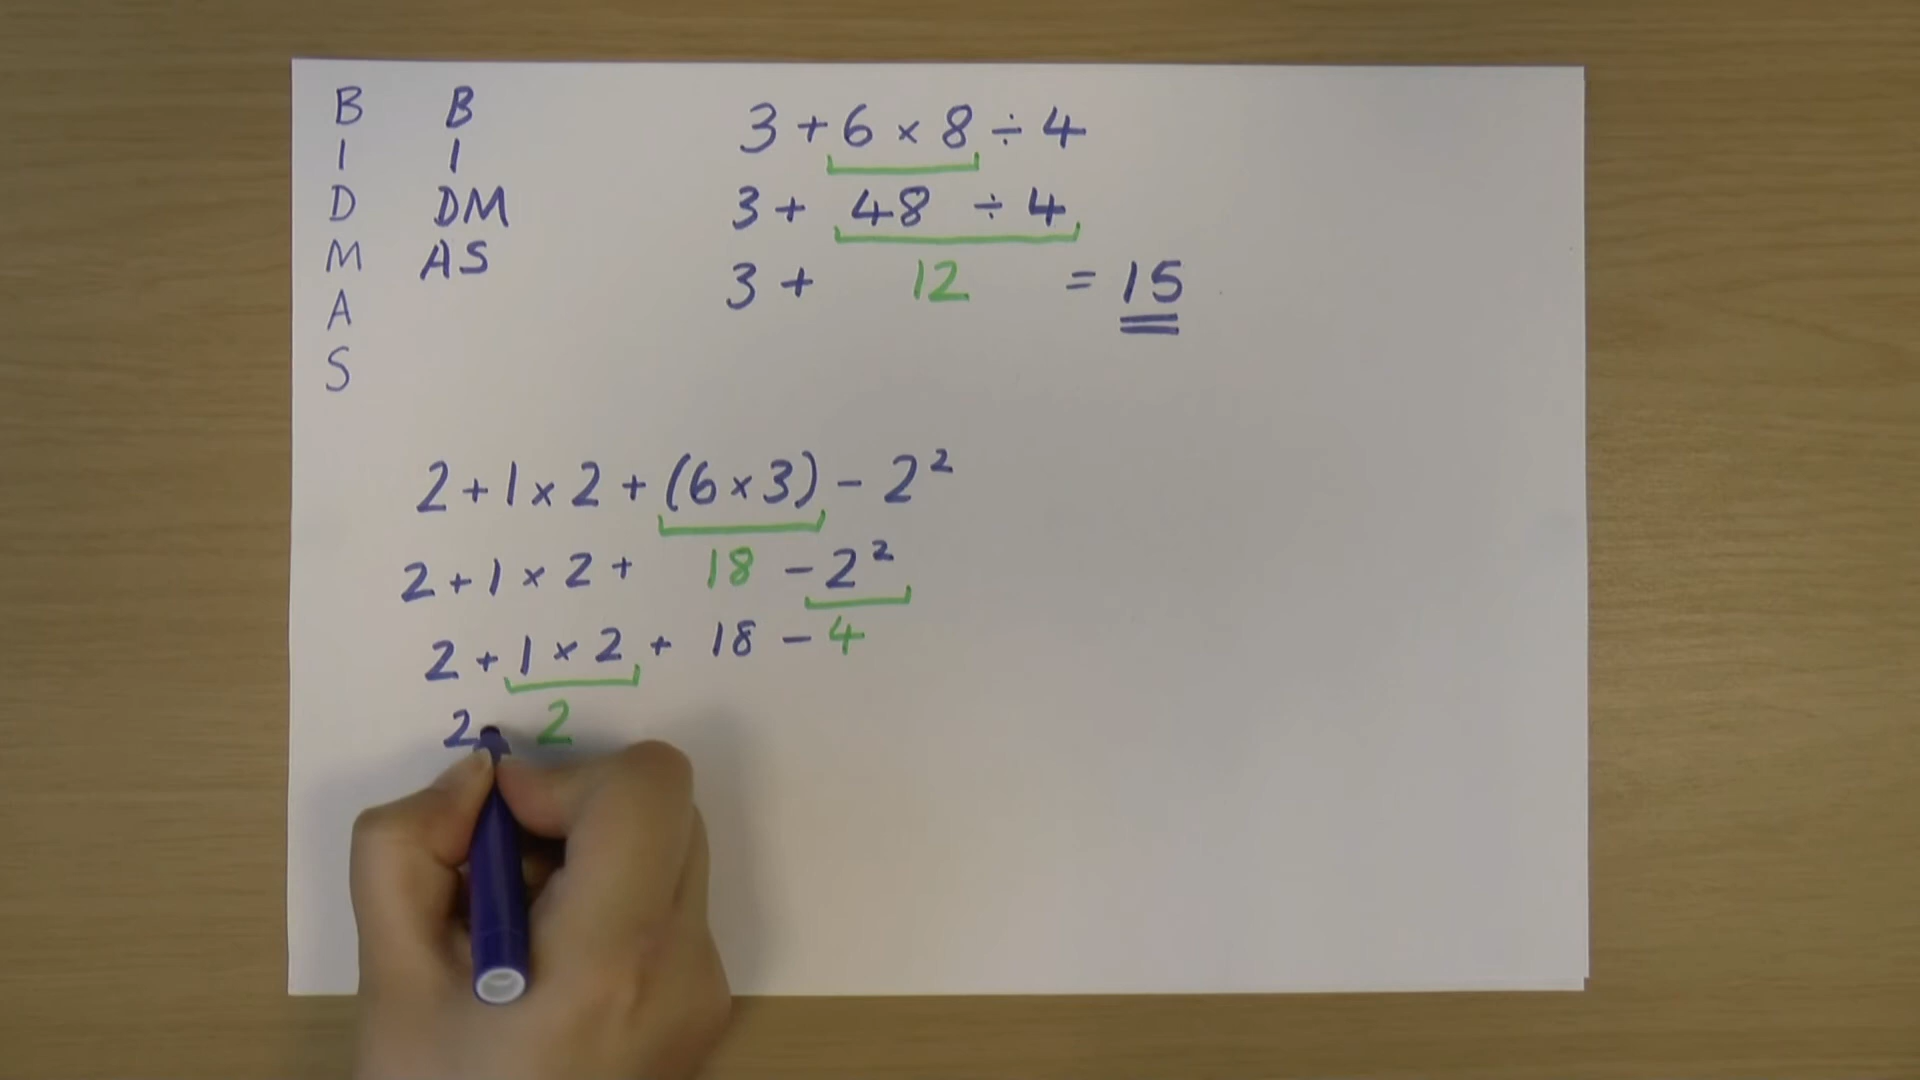 B
I
D
M
A
S
B
I
DM
AS
3 + 6 × 8 ÷ 4
3 + 48 ÷ 4
3 + 12 = 15
2 + 1 × 2 + (6 × 3) - 2²
2 + 1 × 2 + 18 - 2²
2 + 1 × 2 + 18 - 4
2 2